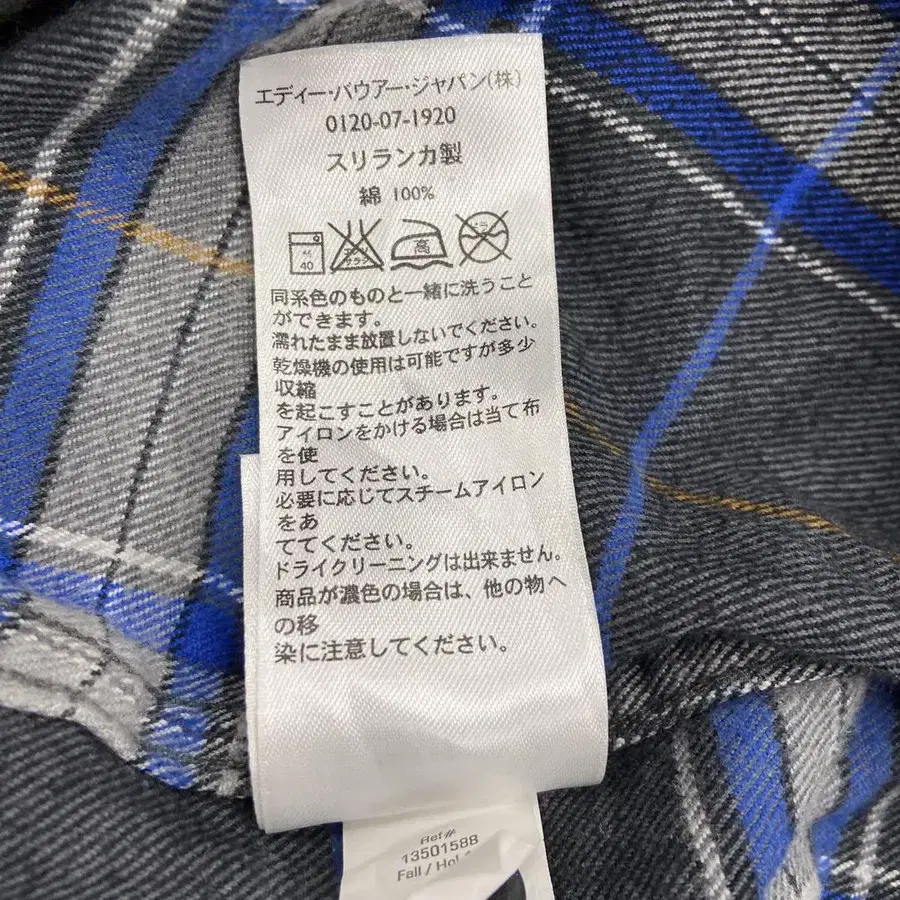 エディー・バウアー・ジャパン(株)
0120-07-1920
スリランカ製
綿 100%
40
高
同系色のものと一緒に洗うこと
ができます。
濡れたまま放置しないでください。
乾燥機の使用は可能ですが多少
収縮
を起こすことがあります。
アイロンをかける場合は当て布
を使
用してください。
必要に応じてスチームアイロン
をあ
ててください。
ドライクリーニングは出来ません。
商品が濃色の場合は、他の物へ
の移
染に注意してください。
Ref#
1350158B
Fall /